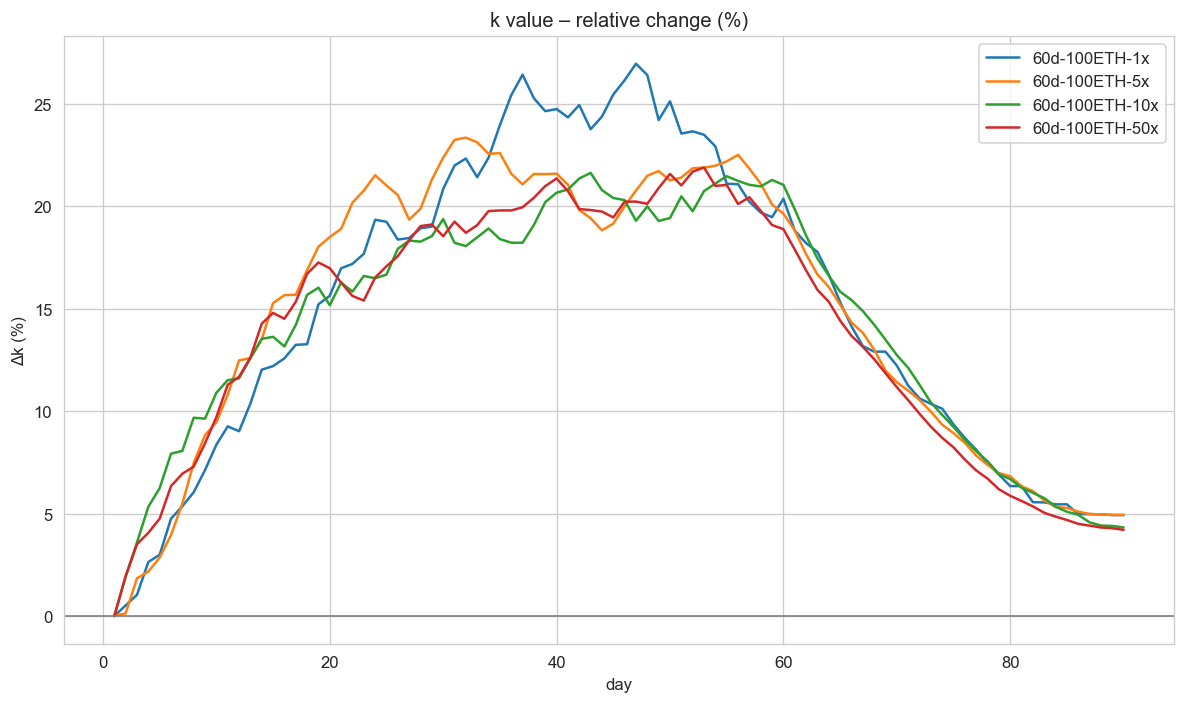 k value – relative change (%)
60d-100ETH-1x
60d-100ETH-5x
60d-100ETH-10x
60d-100ETH-50x
Δk (%)
25
20
15
10
5
0
0 20 40 60 80
day